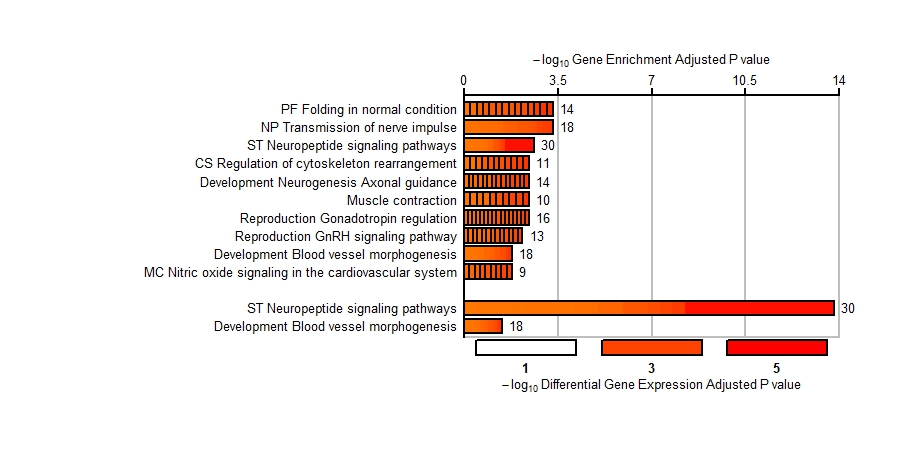 −log10 Gene Enrichment Adjusted P value
0 3.5 7 10.5 14
PF Folding in normal condition 14
NP Transmission of nerve impulse 18
ST Neuropeptide signaling pathways 30
CS Regulation of cytoskeleton rearrangement 11
Development Neurogenesis Axonal guidance 14
Muscle contraction 10
Reproduction Gonadotropin regulation 16
Reproduction GnRH signaling pathway 13
Development Blood vessel morphogenesis 18
MC Nitric oxide signaling in the cardiovascular system 9
ST Neuropeptide signaling pathways 30
Development Blood vessel morphogenesis 18
1 3 5
−log10 Differential Gene Expression Adjusted P value